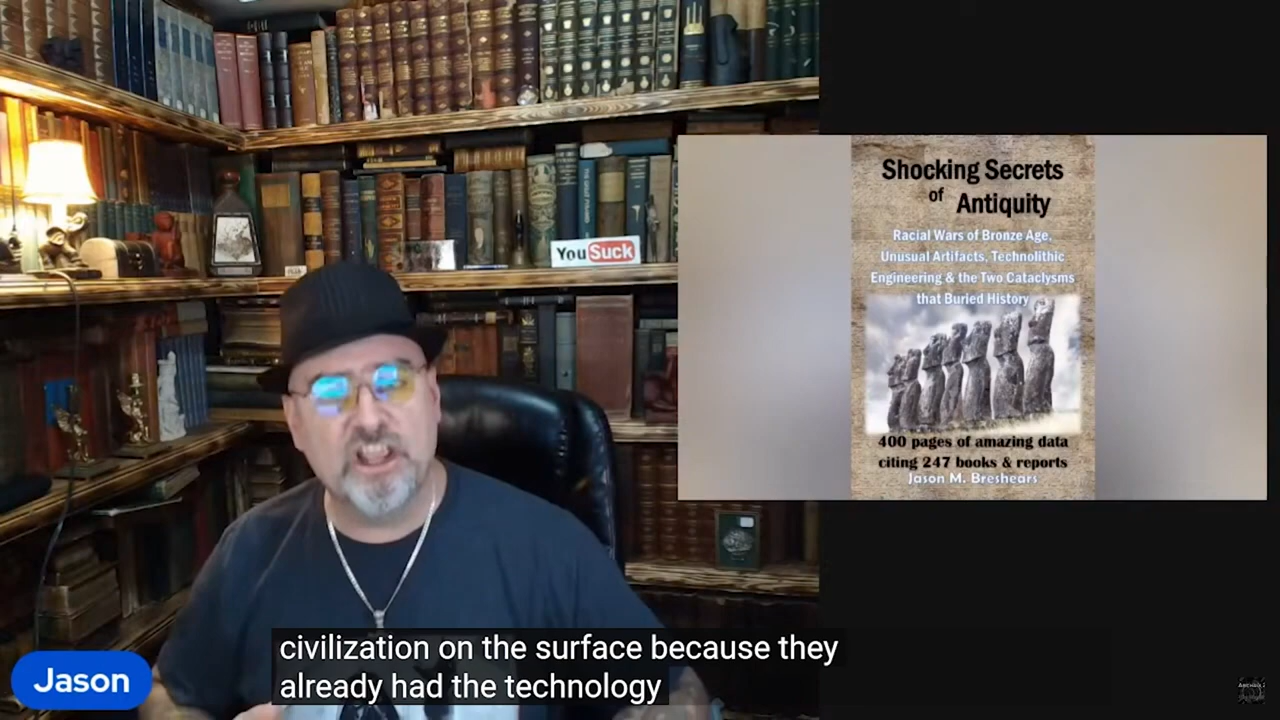 YouSuck
Shocking Secrets
of Antiquity
Racial Wars of Bronze Age,
Unusual Artifacts, Technolithic
Engineering & the Two Cataclysms
that Buried History
400 pages of amazing data
citing 247 books & reports
Jason M. Breshears
civilization on the surface because they
already had the technology
Jason